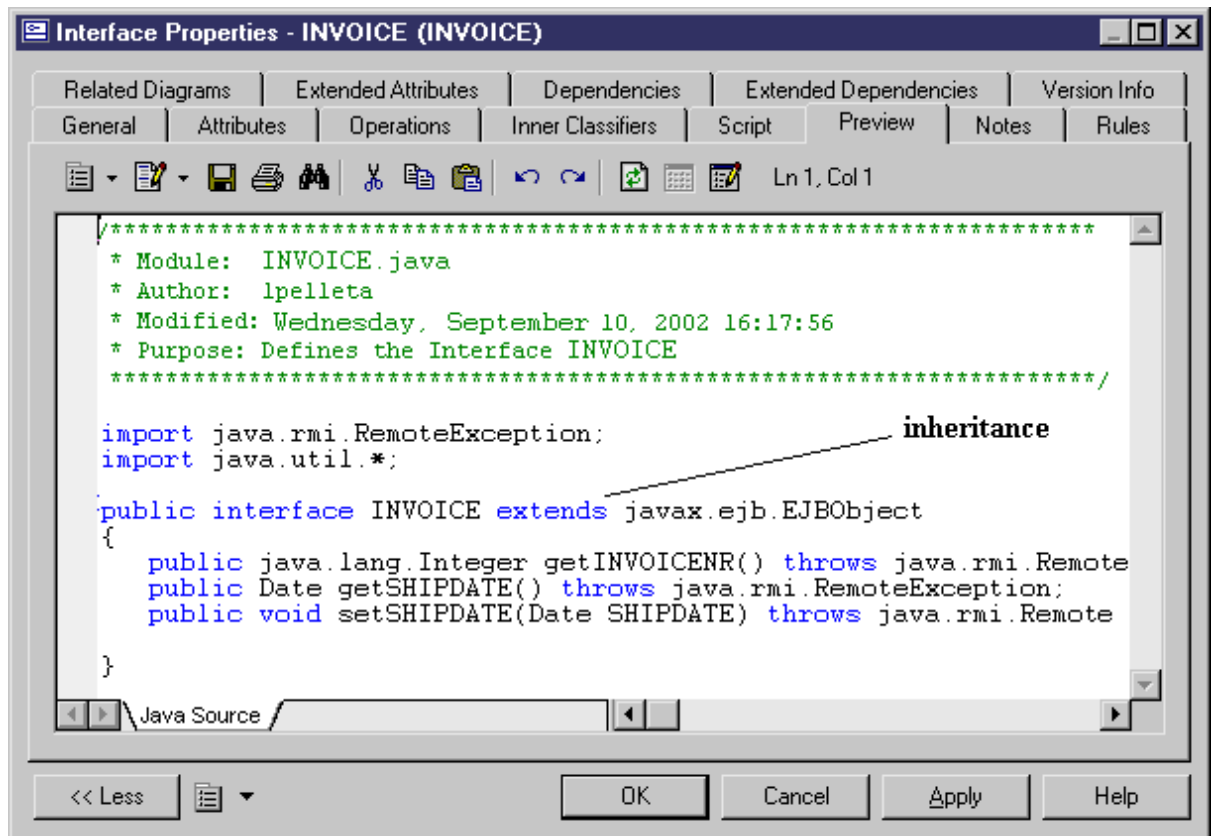 Interface Properties - INVOICE (INVOICE)
Related Diagrams Extended Attributes Dependencies Extended Dependencies Version Info
General Attributes Operations Inner Classifiers Script Preview Notes Rules
Ln 1, Col 1
/***********************************************************************
* Module: INVOICE.java
* Author: lpelleta
* Modified: Wednesday, September 10, 2002 16:17:56
* Purpose: Defines the Interface INVOICE
***********************************************************************/
inheritance
import java.rmi.RemoteException;
import java.util.*;
public interface INVOICE extends javax.ejb.EJBObject
{
public java.lang.Integer getINVOICENR() throws java.rmi.Remote
public Date getSHIPDATE() throws java.rmi.RemoteException;
public void setSHIPDATE(Date SHIPDATE) throws java.rmi.Remote
}
Java Source
<< Less OK Cancel Apply Help